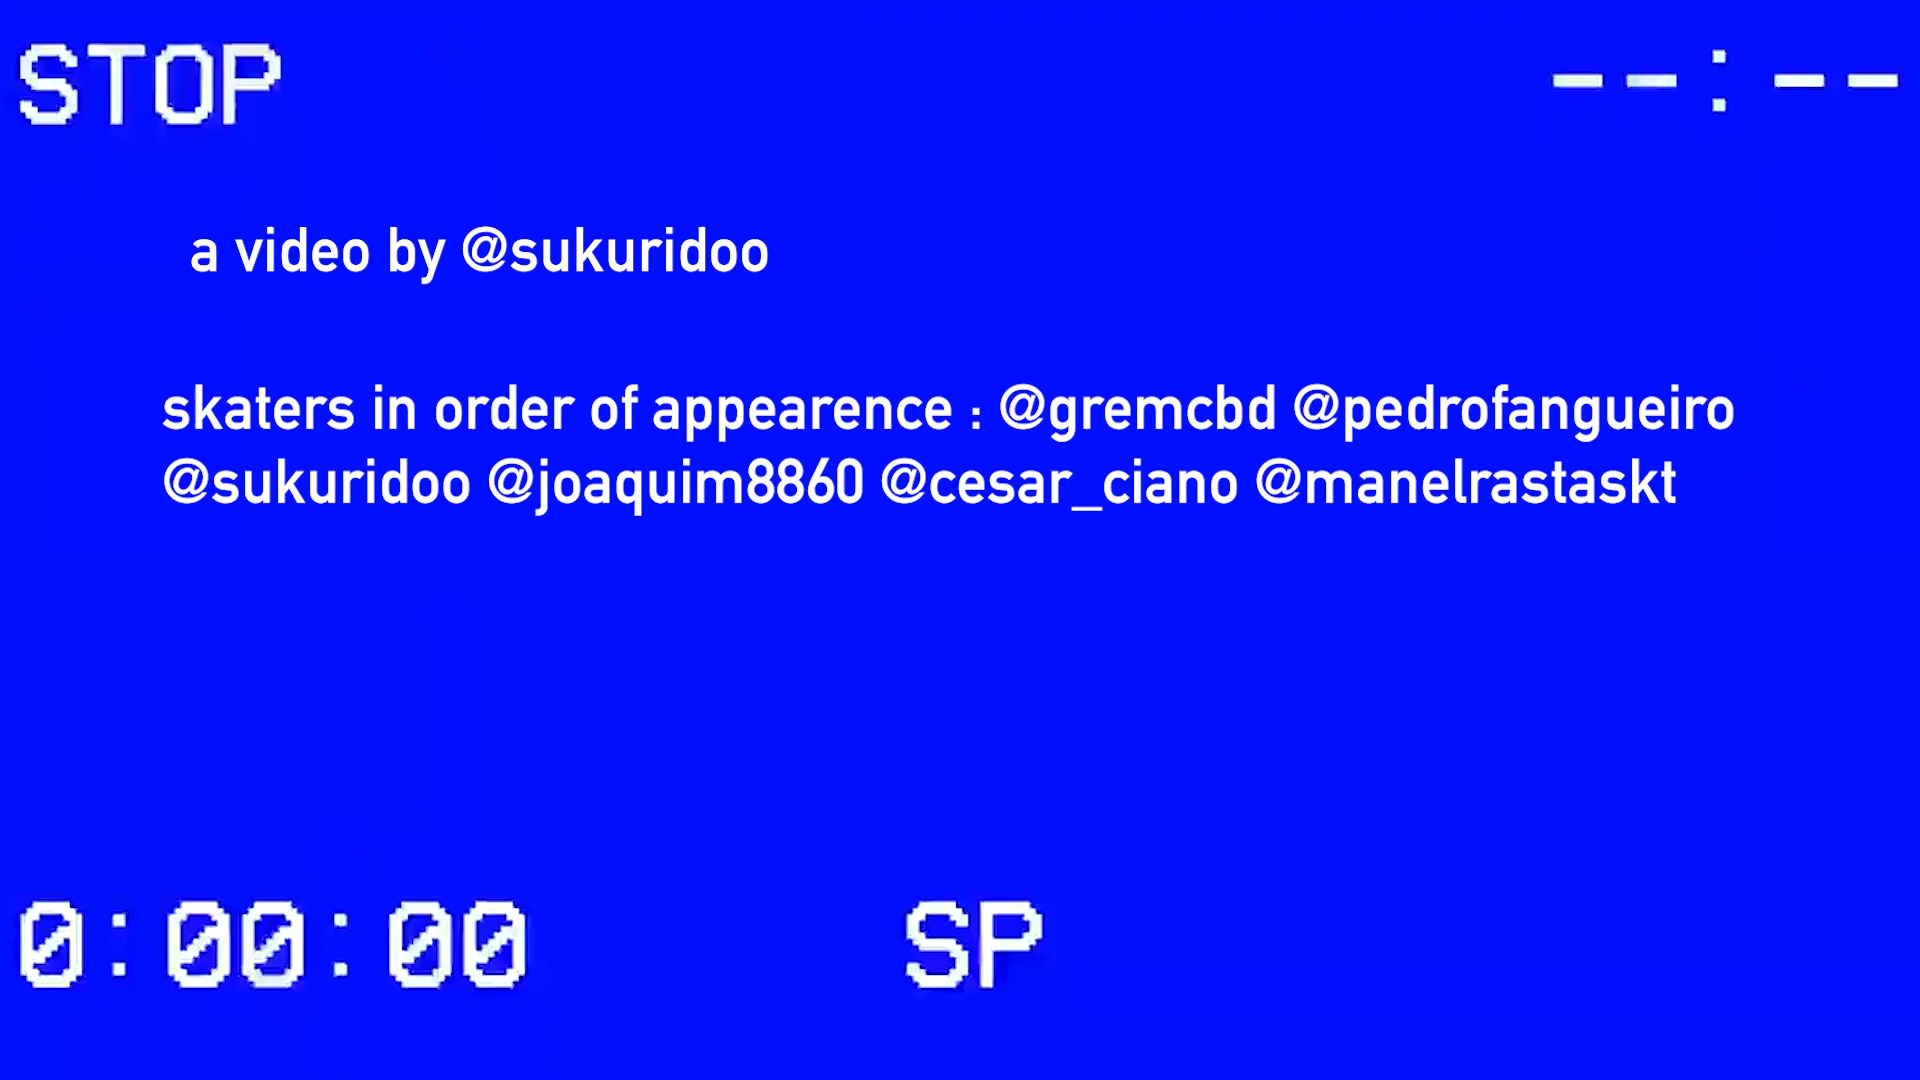 STOP --:--
a video by @sukuridoo
skaters in order of appearence : @gremcbd @pedrofangueiro
@sukuridoo @joaquim8860 @cesar_ciano @manelrastaskt
0:00:00 SP